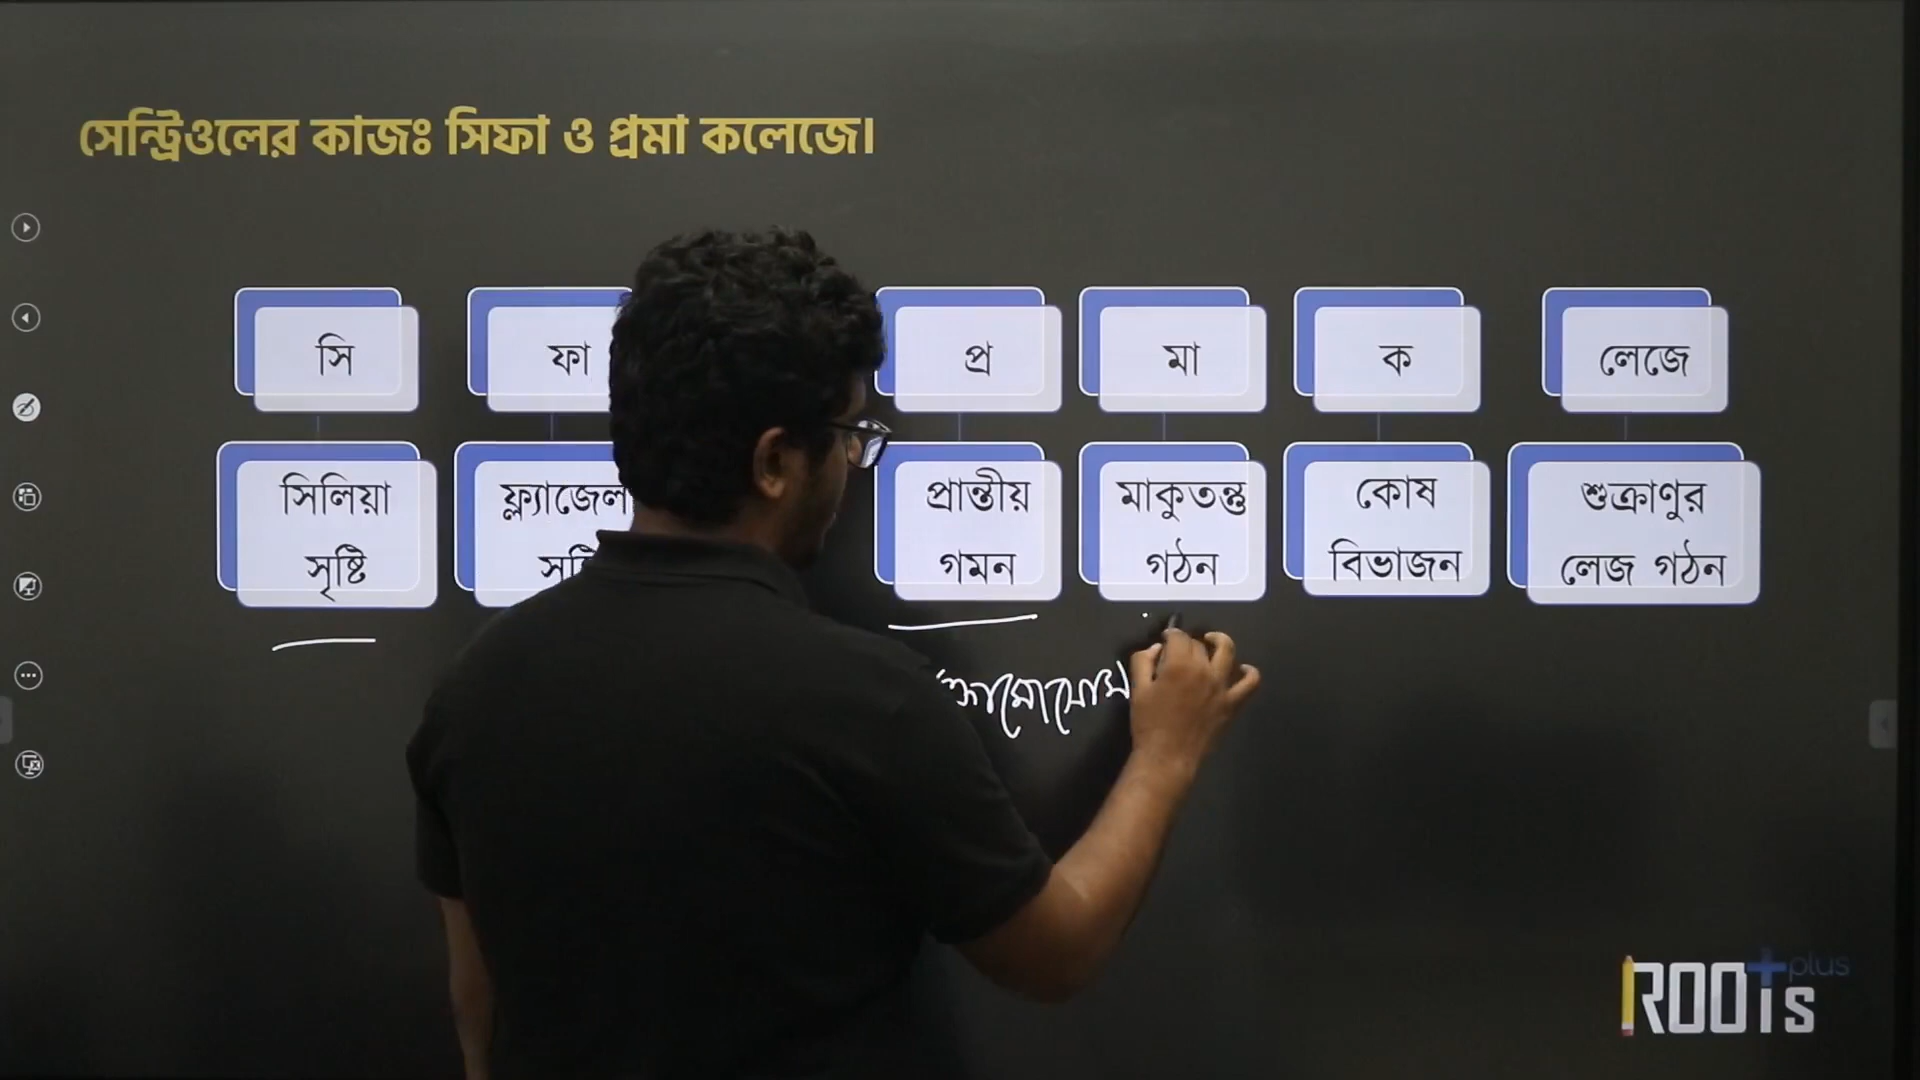 সেন্ট্রিওলের কাজঃ সিফা ও প্রমা কলেজে।
সি
ফা
প্র
মা
ক
লেজে
সিলিয়া
সৃষ্টি
প্রান্তীয়
গমন
মাকুতন্তু
গঠন
কোষ
বিভাজন
শুক্রাণুর
লেজ গঠন
ROOTs
plus